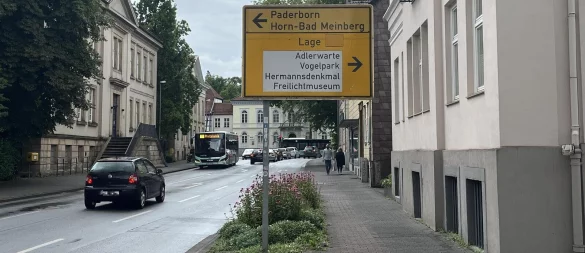 Paderborn
Horn-Bad Meinberg
Lage
Adlerwarte
Vogelpark
Hermannsdenkmal
Freilichtmuseum